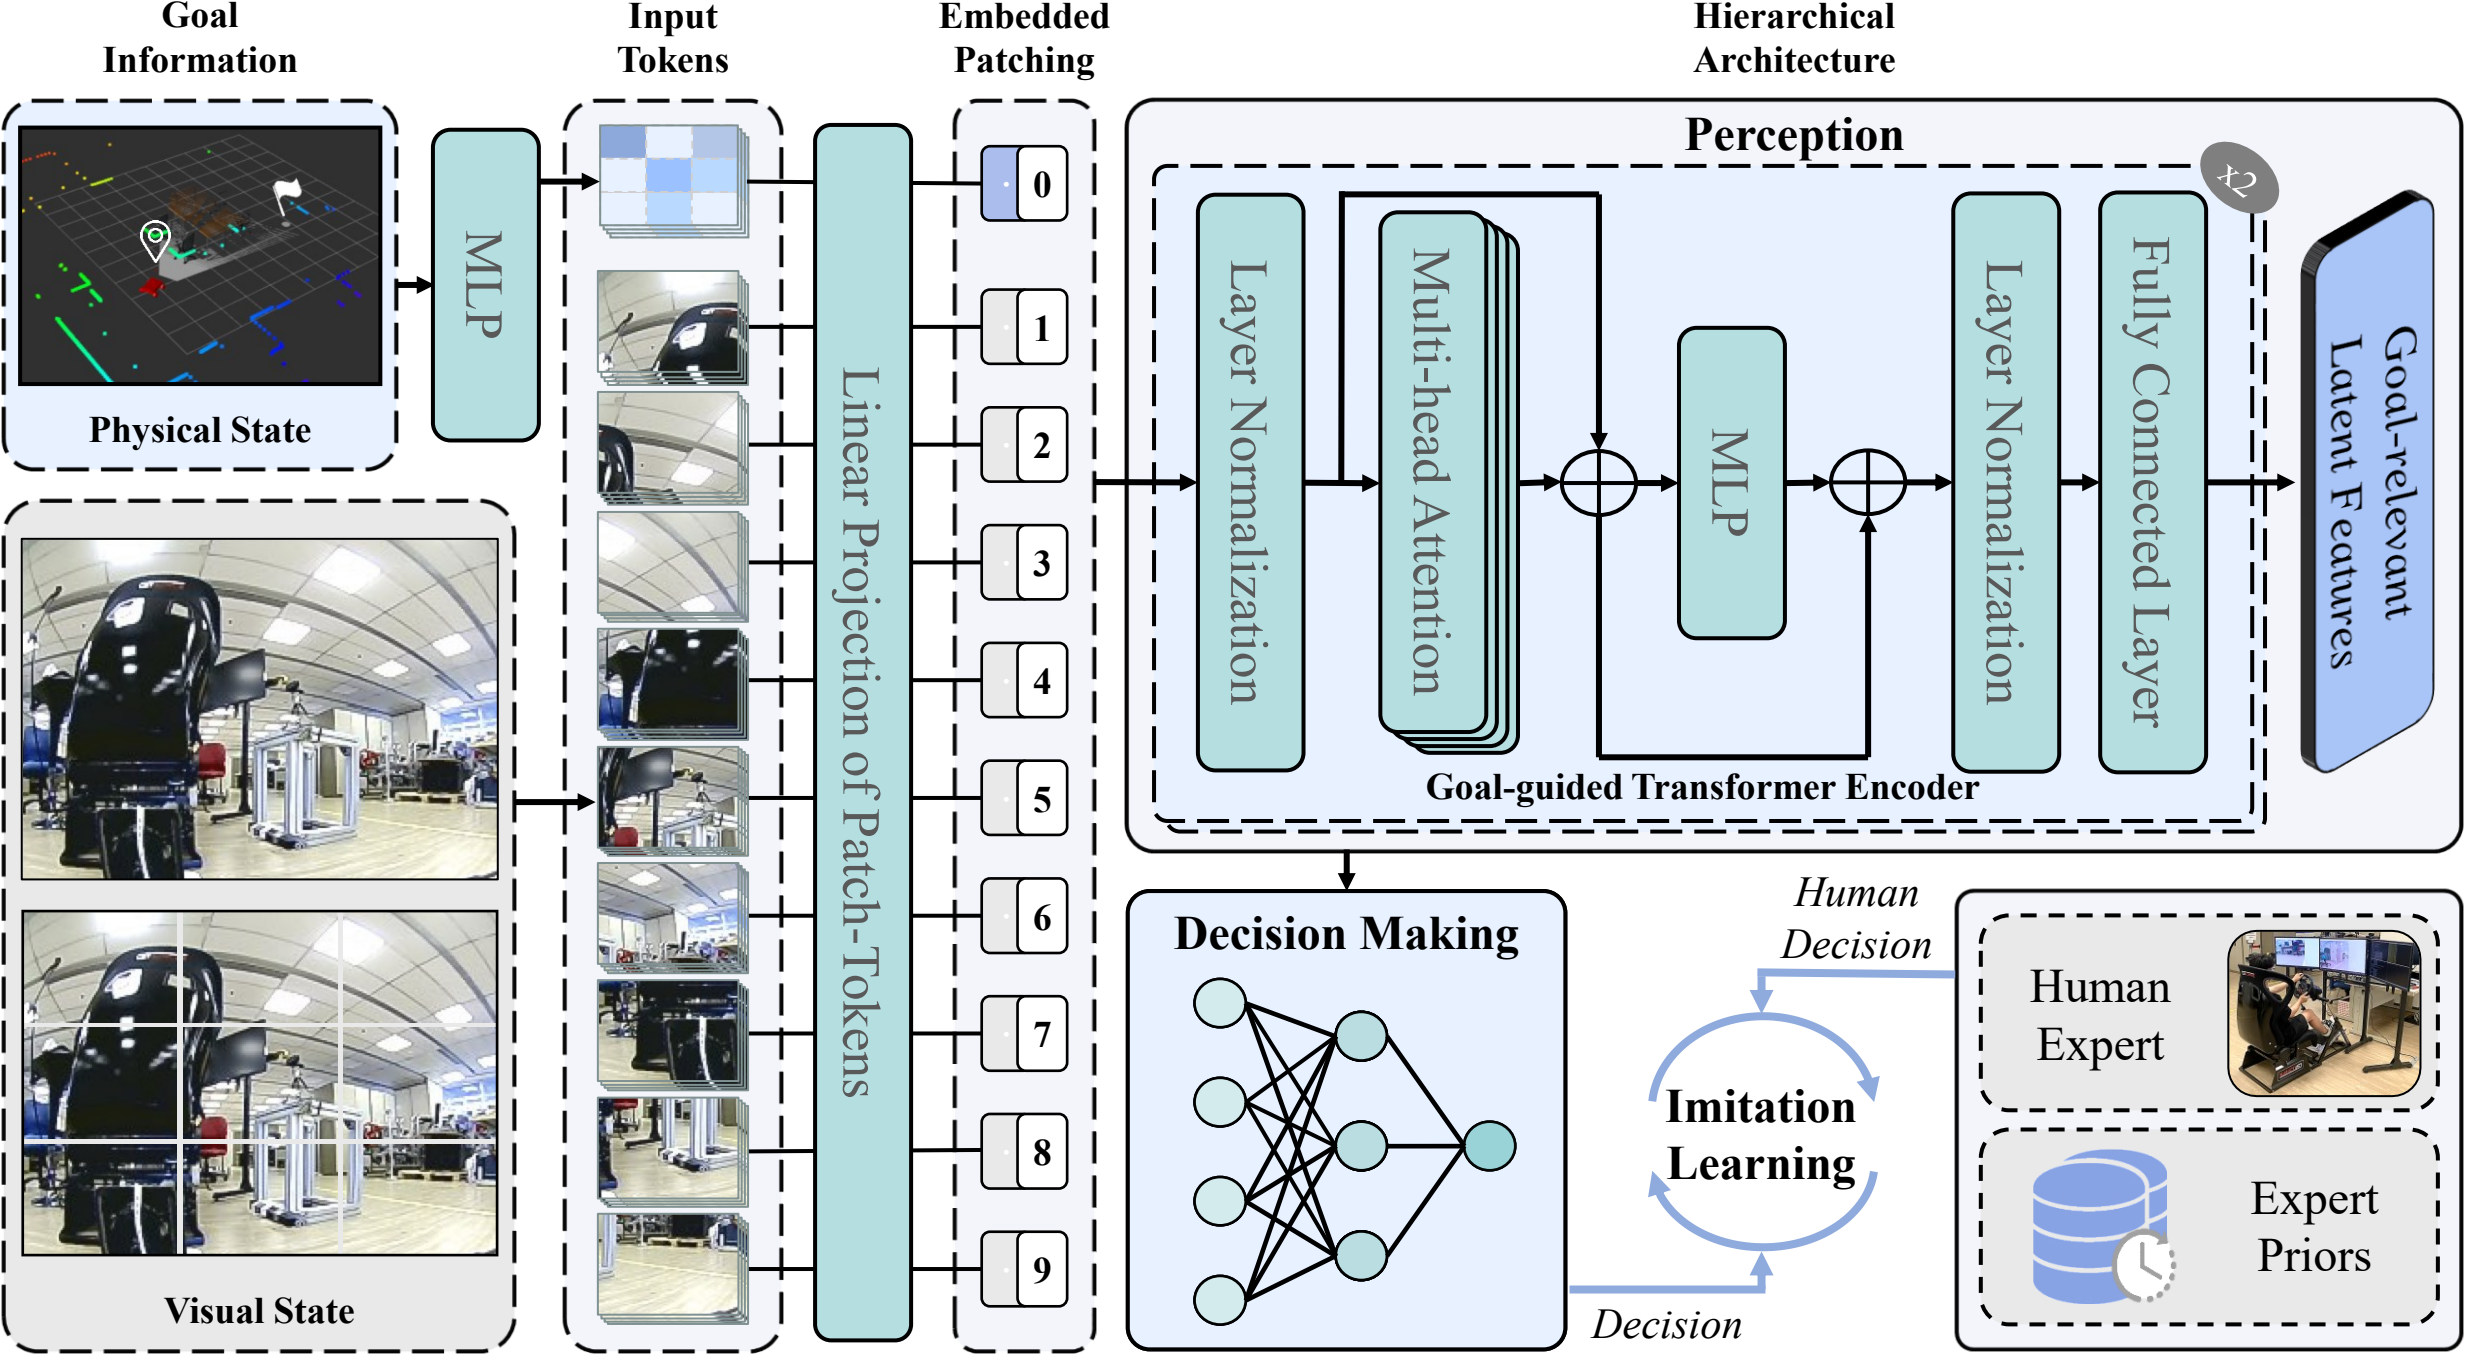 Goal
Information
Input
Tokens
Embedded
Patching
Hierarchical
Architecture
Physical State
MLP
Visual State
Linear Projection of Patch-Tokens
0
1
2
3
4
5
6
7
8
9
Perception
x2
Layer Normalization
Multi-head Attention
MLP
Layer Normalization
Fully Connected Layer
Goal-guided Transformer Encoder
Goal-relevant
Latent Features
Decision Making
Human
Decision
Imitation
Learning
Decision
Human
Expert
Expert
Priors